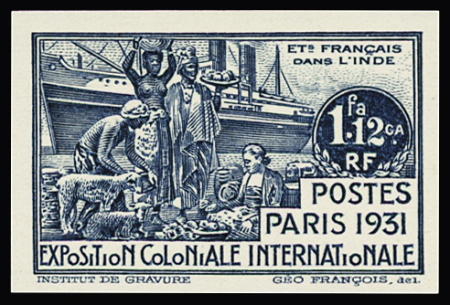 ETS FRANÇAIS
DANS L'INDE
1 fa 12 CA
RF
POSTES
PARIS 1931
EXPOSITION COLONIALE INTERNATIONALE
INSTITUT DE GRAVURE GÉO FRANÇOIS, del.